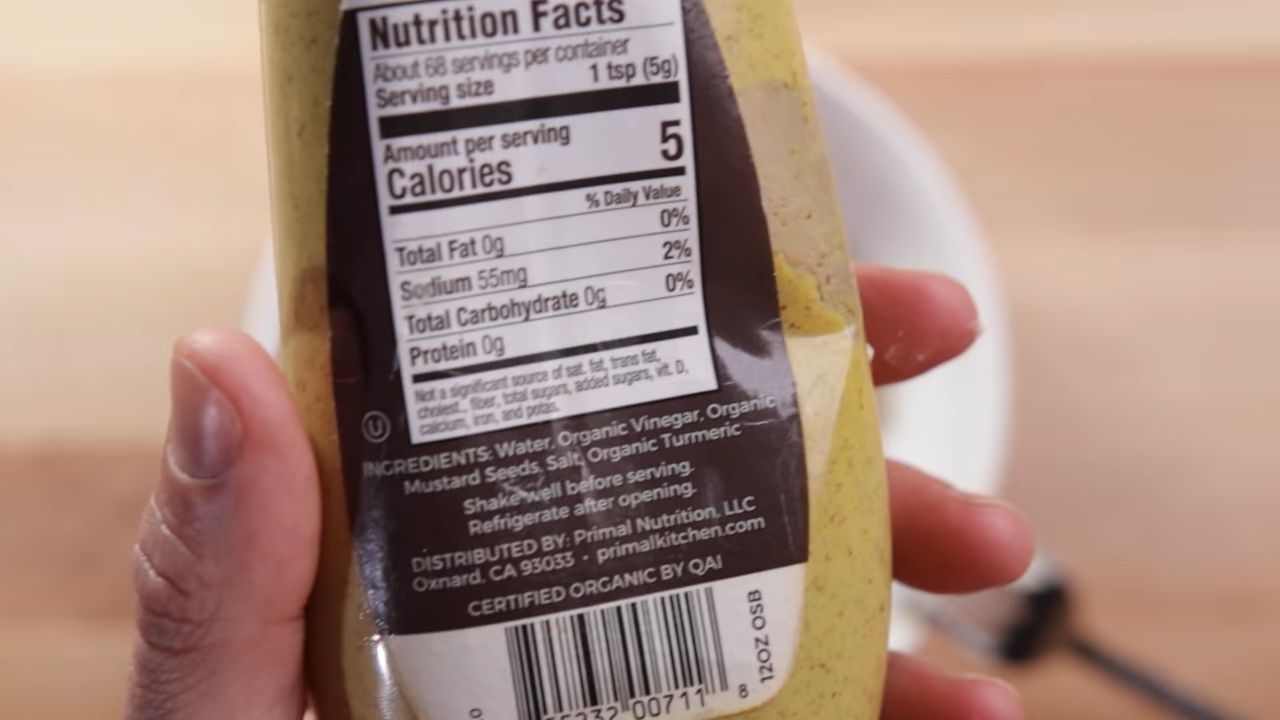 Nutrition Facts
About 68 servings per container
Serving size 1 tsp (5g)
Amount per serving
Calories 5
% Daily Value
Total Fat 0g 0%
Sodium 55mg 2%
Total Carbohydrate 0g 0%
Protein 0g
Not a significant source of sat. fat, trans fat,
cholest., fiber, total sugars, added sugars, vit. D,
calcium, iron, and potas.
U
INGREDIENTS: Water, Organic Vinegar, Organic
Mustard Seeds, Salt, Organic Turmeric
Shake well before serving.
Refrigerate after opening.
DISTRIBUTED BY: Primal Nutrition, LLC
Oxnard, CA 93033 • primalkitchen.com
CERTIFIED ORGANIC BY QAI
12OZ OSB
00711 8